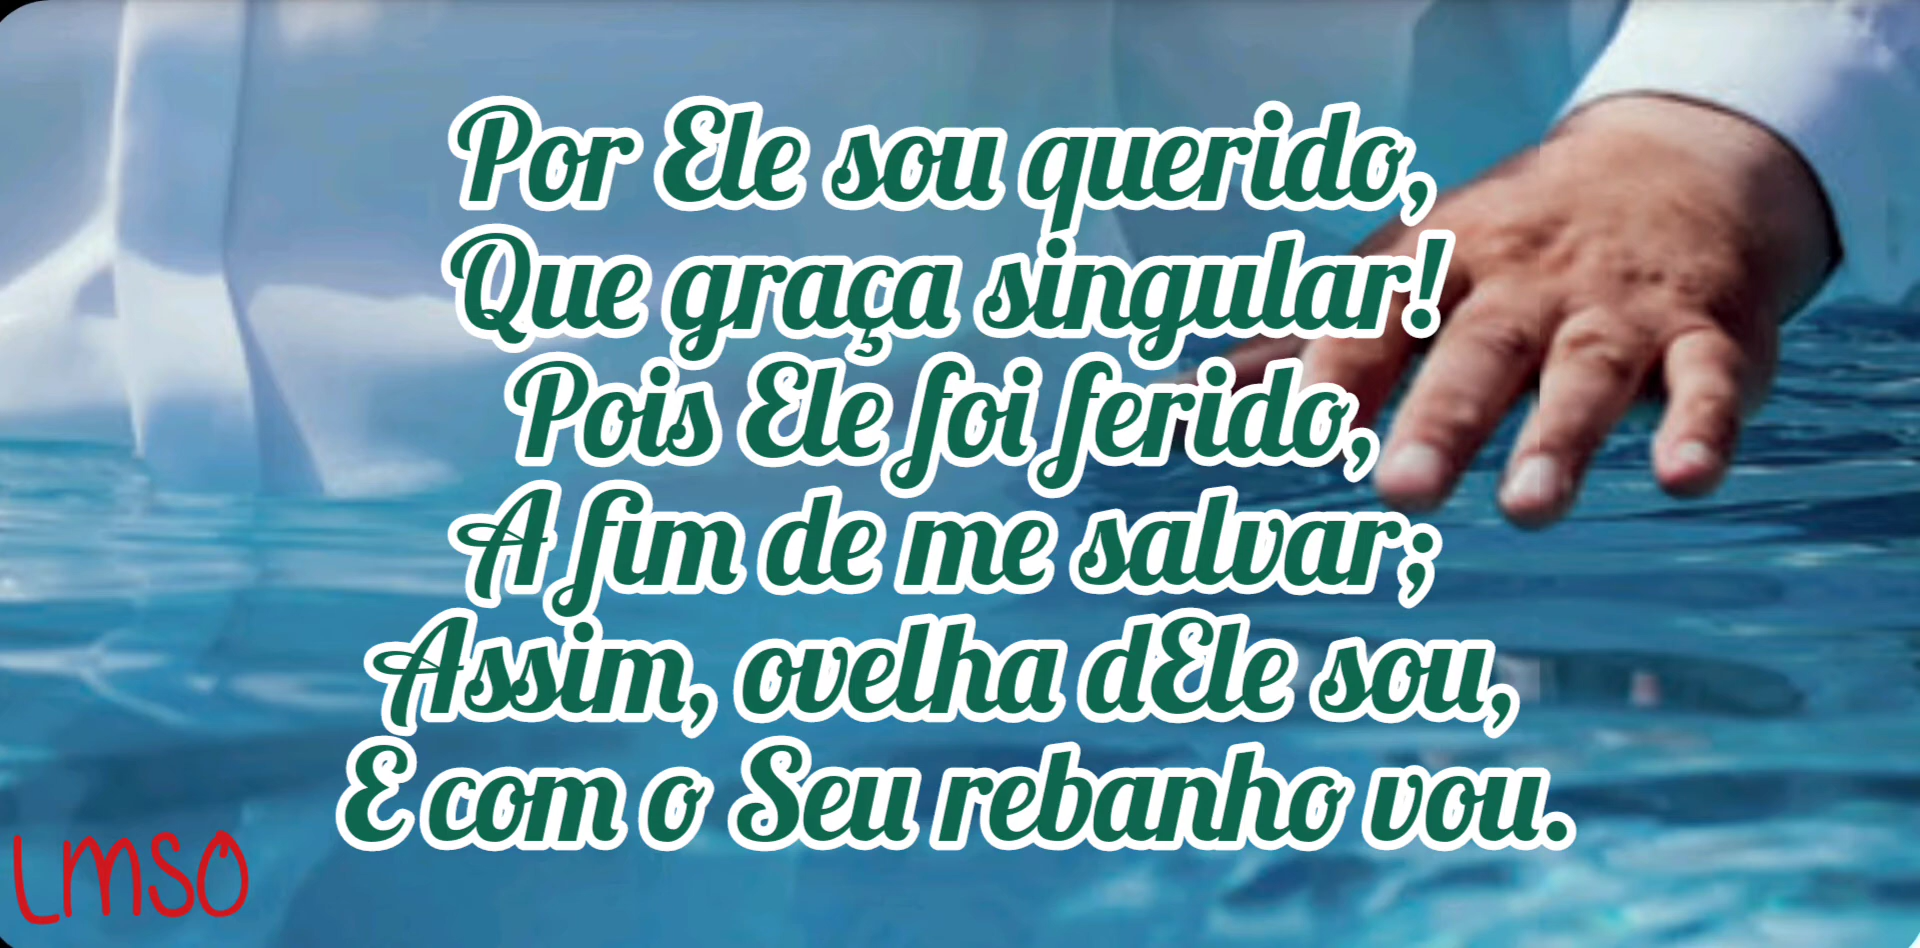 Por Ele sou querido,
Que graça singular!
Pois Ele foi ferido,
A fim de me salvar;
Assim, ovelha dEle sou,
E com o Seu rebanho vou.
LMSO